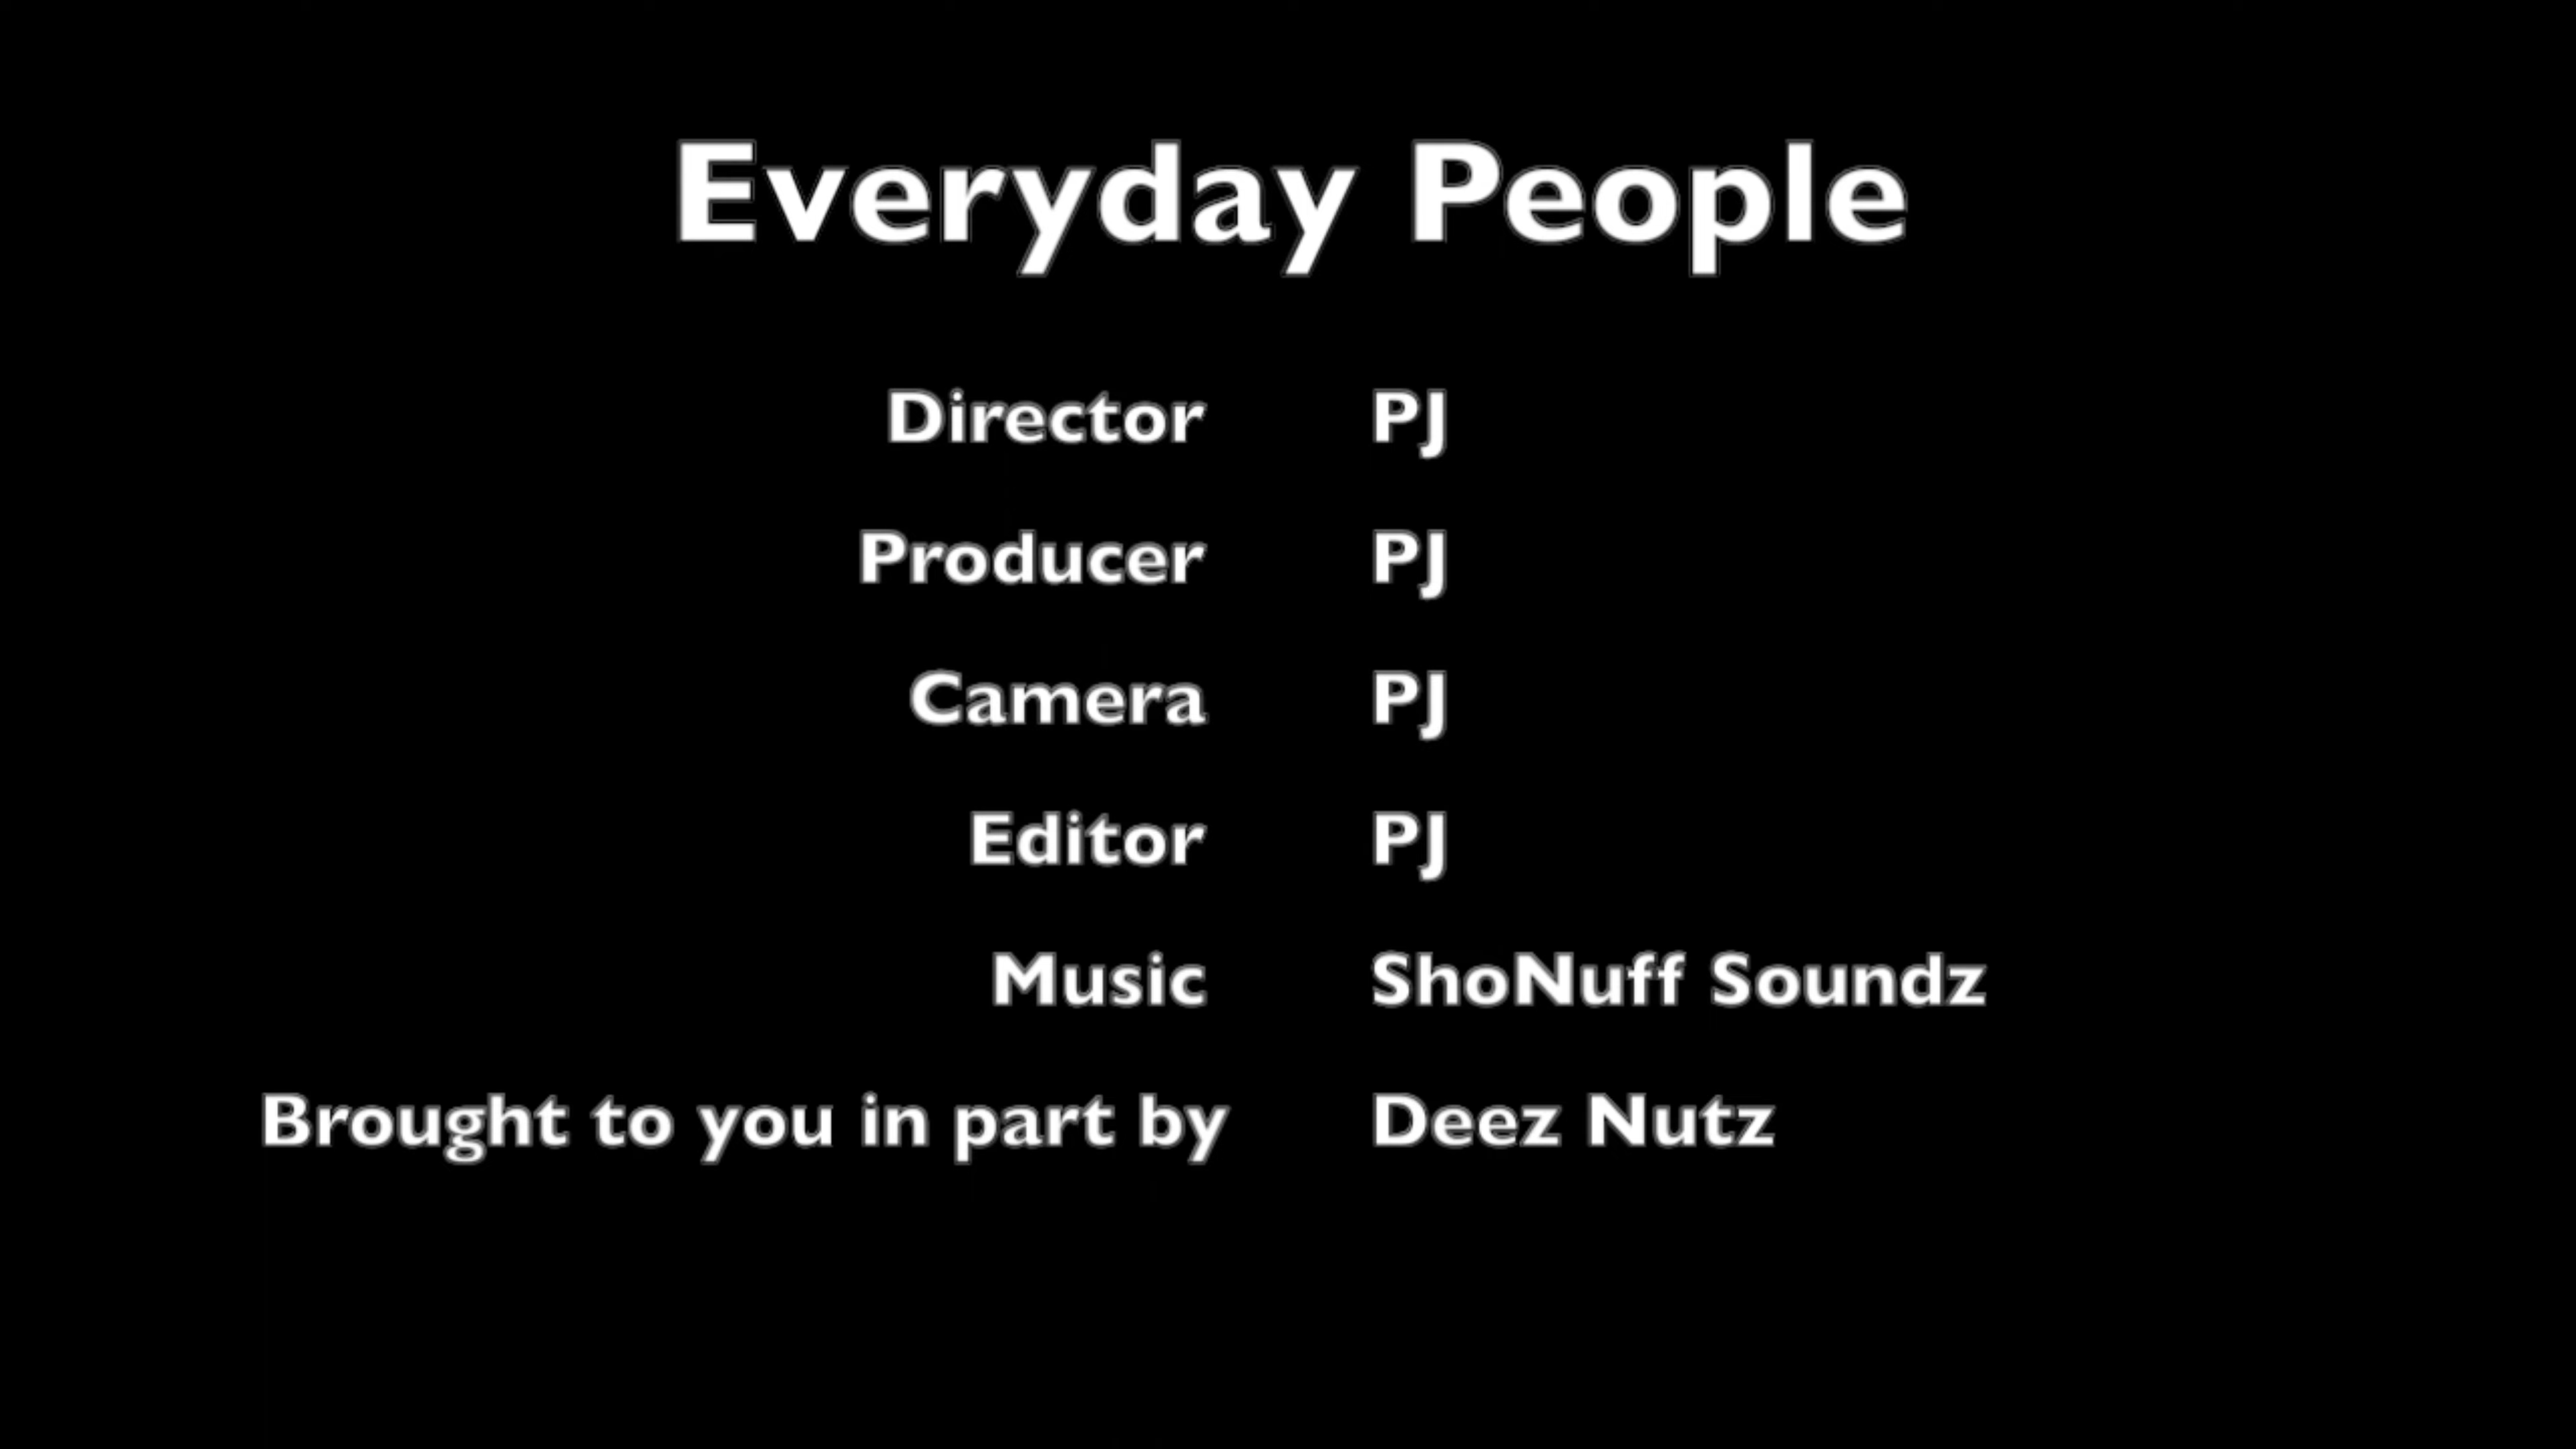 Everyday People
Director PJ
Producer PJ
Camera PJ
Editor PJ
Music ShoNuff Soundz
Brought to you in part by Deez Nutz